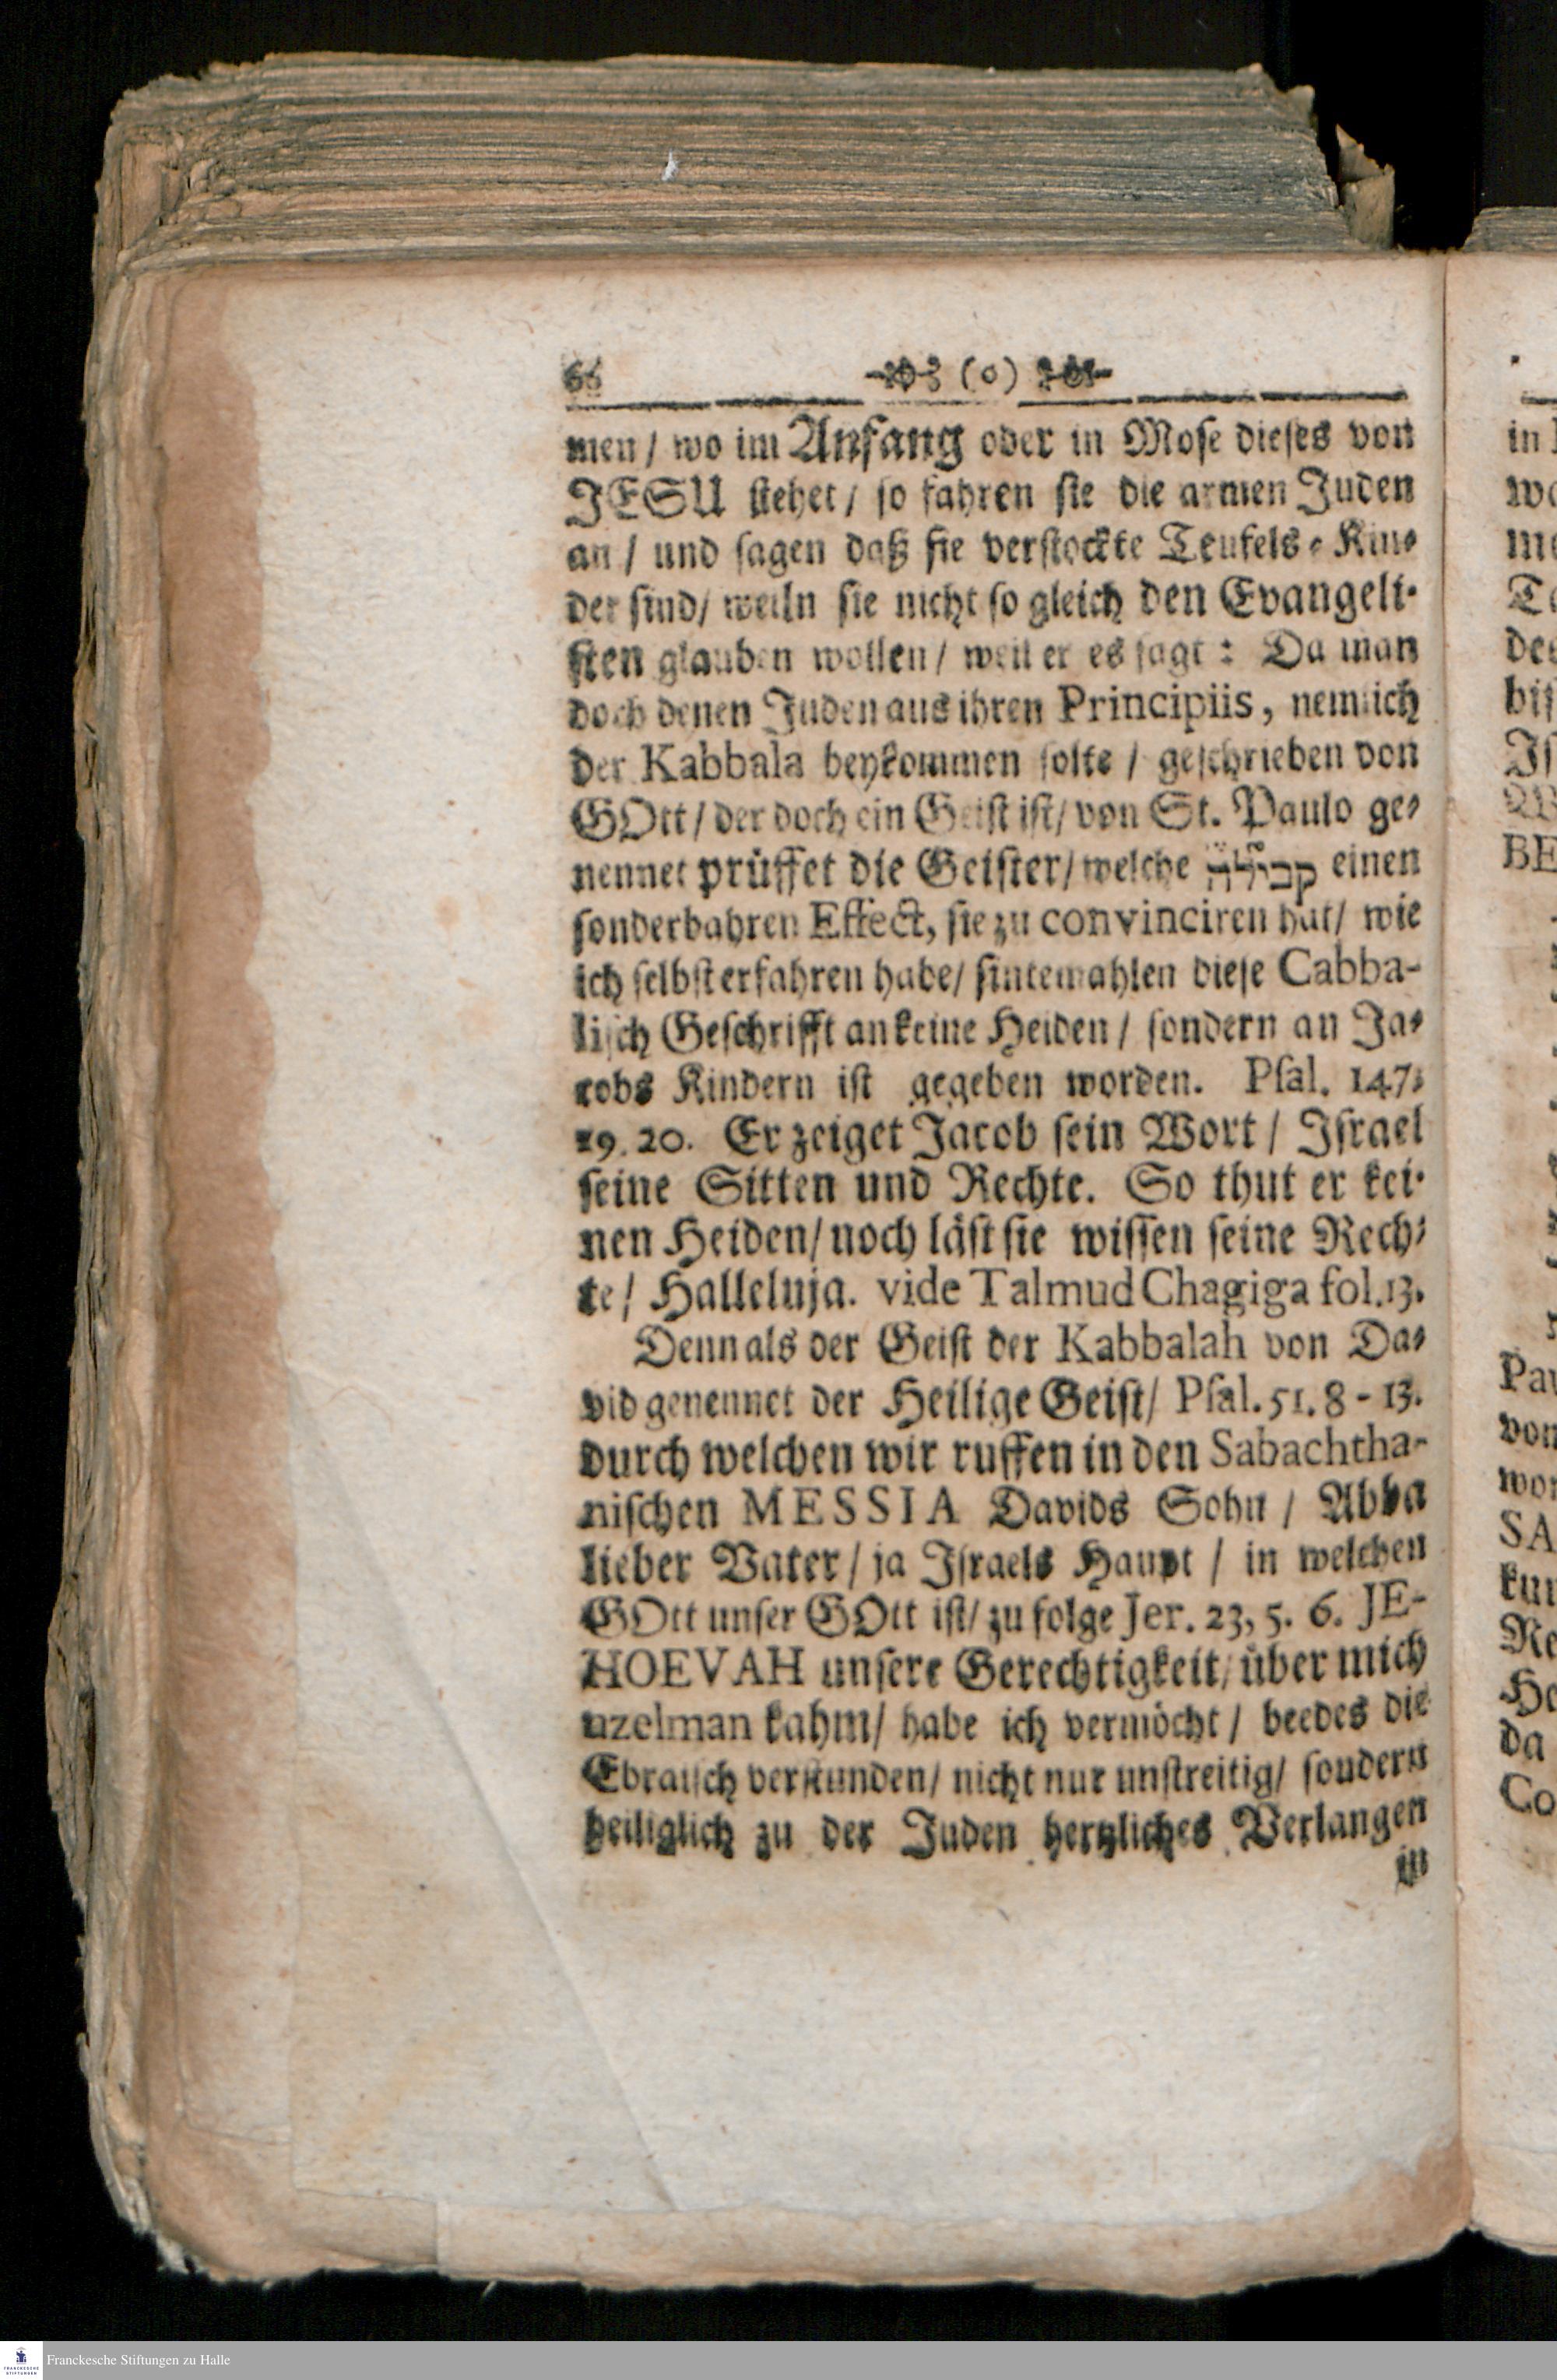 66 (o)
men / wo im Anfang oder in Mose dieses von
JESU stehet / so fahren sie die armen Juden
an / und sagen daß sie verstockte Teufels-Kin-
der sind / weiln sie nicht so gleich den Evangeli-
sten glauben wollen / weil er es sagt: Da man
doch denen Juden aus ihren Principiis, nemlich
der Kabbala beykommen solte / geschrieben von
GOtt / der doch ein Geist ist / von St. Paulo ge-
nennet prüffet die Geister / welche einen
sonderbahren Effect, sie zu convinciren hat / wie
ich selbst erfahren habe / sintemahlen diese Cabba-
lisch Geschrifft an keine Heiden / sondern an Ja-
cobs Kindern ist gegeben worden. Psal. 147,
19. 20. Er zeiget Jacob sein Wort / Israel
seine Sitten und Rechte. So thut er kei-
nen Heiden / noch läst sie wissen seine Rech-
te / Halleluja. vide Talmud Chagiga fol. 13.
Denn als der Geist der Kabbalah von Da-
vid genennet der Heilige Geist / Psal. 51. 8 - 13.
durch welchen wir ruffen in den Sabachtha-
nischen MESSIA Davids Sohn / Abba
lieber Vater / ja Israels Haupt / in welchen
GOtt unser GOtt ist / zu folge Jer. 23, 5. 6. JE-
HOEVAH unsere Gerechtigkeit / über mich
uzelman kahm / habe ich vermöcht / beedes die
Ebraisch verstunden / nicht nur unstreitig / sondern
heiliglich zu der Juden hertzliches Verlangen
in
Franckesche Stiftungen zu Halle